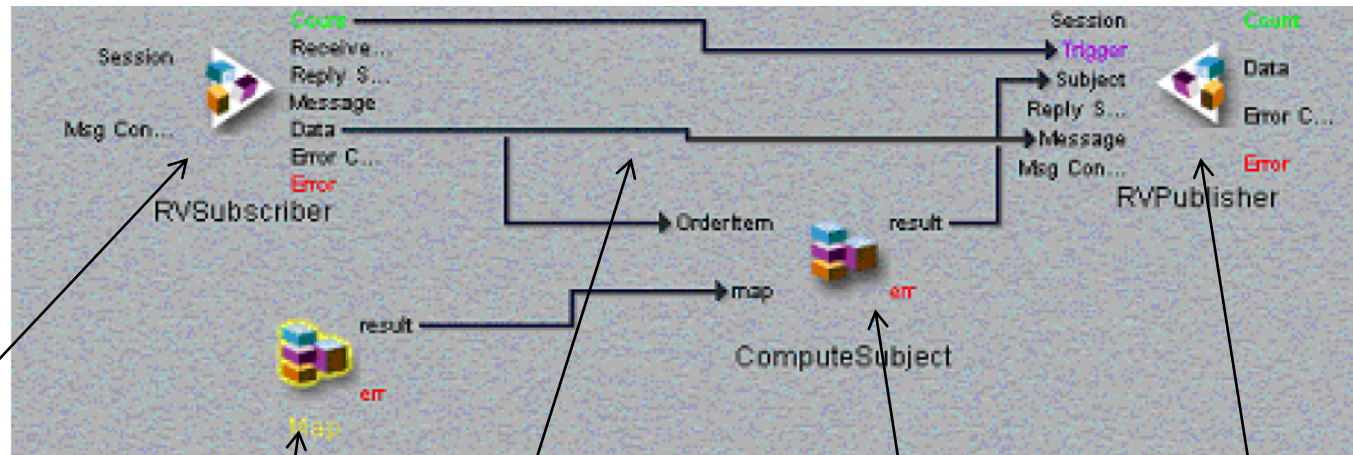 Session
Msg Con...
Count
Receive...
Reply S...
Message
Data
Error C...
Error
RVSubscriber
result
err
Map
OrderItem
map
result
err
ComputeSubject
Session
Trigger
Subject
Reply S...
Message
Msg Con...
Count
Data
Error C...
Error
RVPublisher